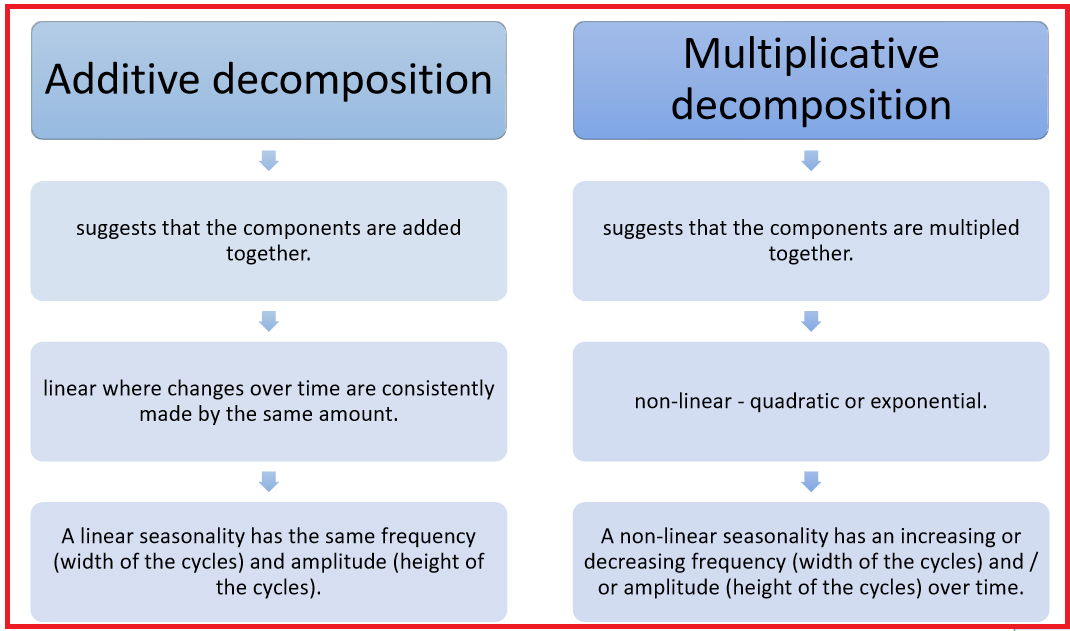 Additive decomposition
suggests that the components are added
together.
linear where changes over time are consistently
made by the same amount.
A linear seasonality has the same frequency
(width of the cycles) and amplitude (height of
the cycles).
Multiplicative
decomposition
suggests that the components are multipled
together.
non-linear - quadratic or exponential.
A non-linear seasonality has an increasing or
decreasing frequency (width of the cycles) and /
or amplitude (height of the cycles) over time.